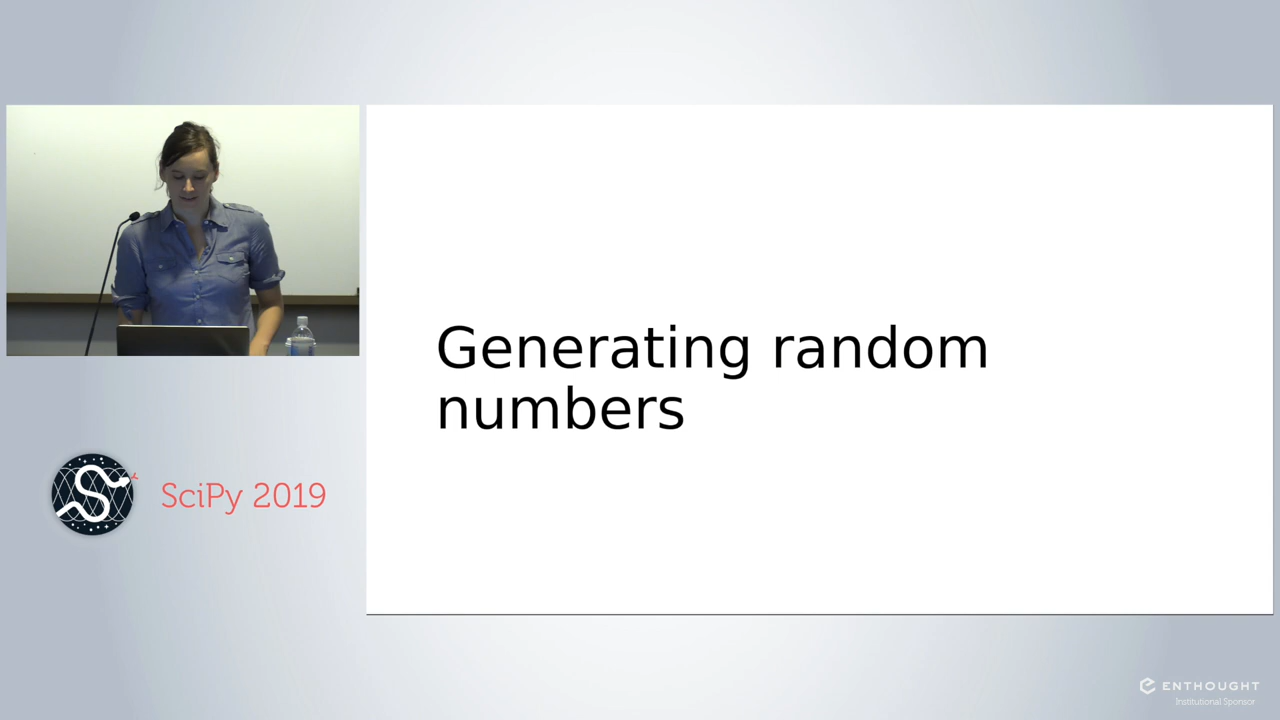 Generating random
numbers
SciPy 2019
ENTHOUGHT
Institutional Sponsor